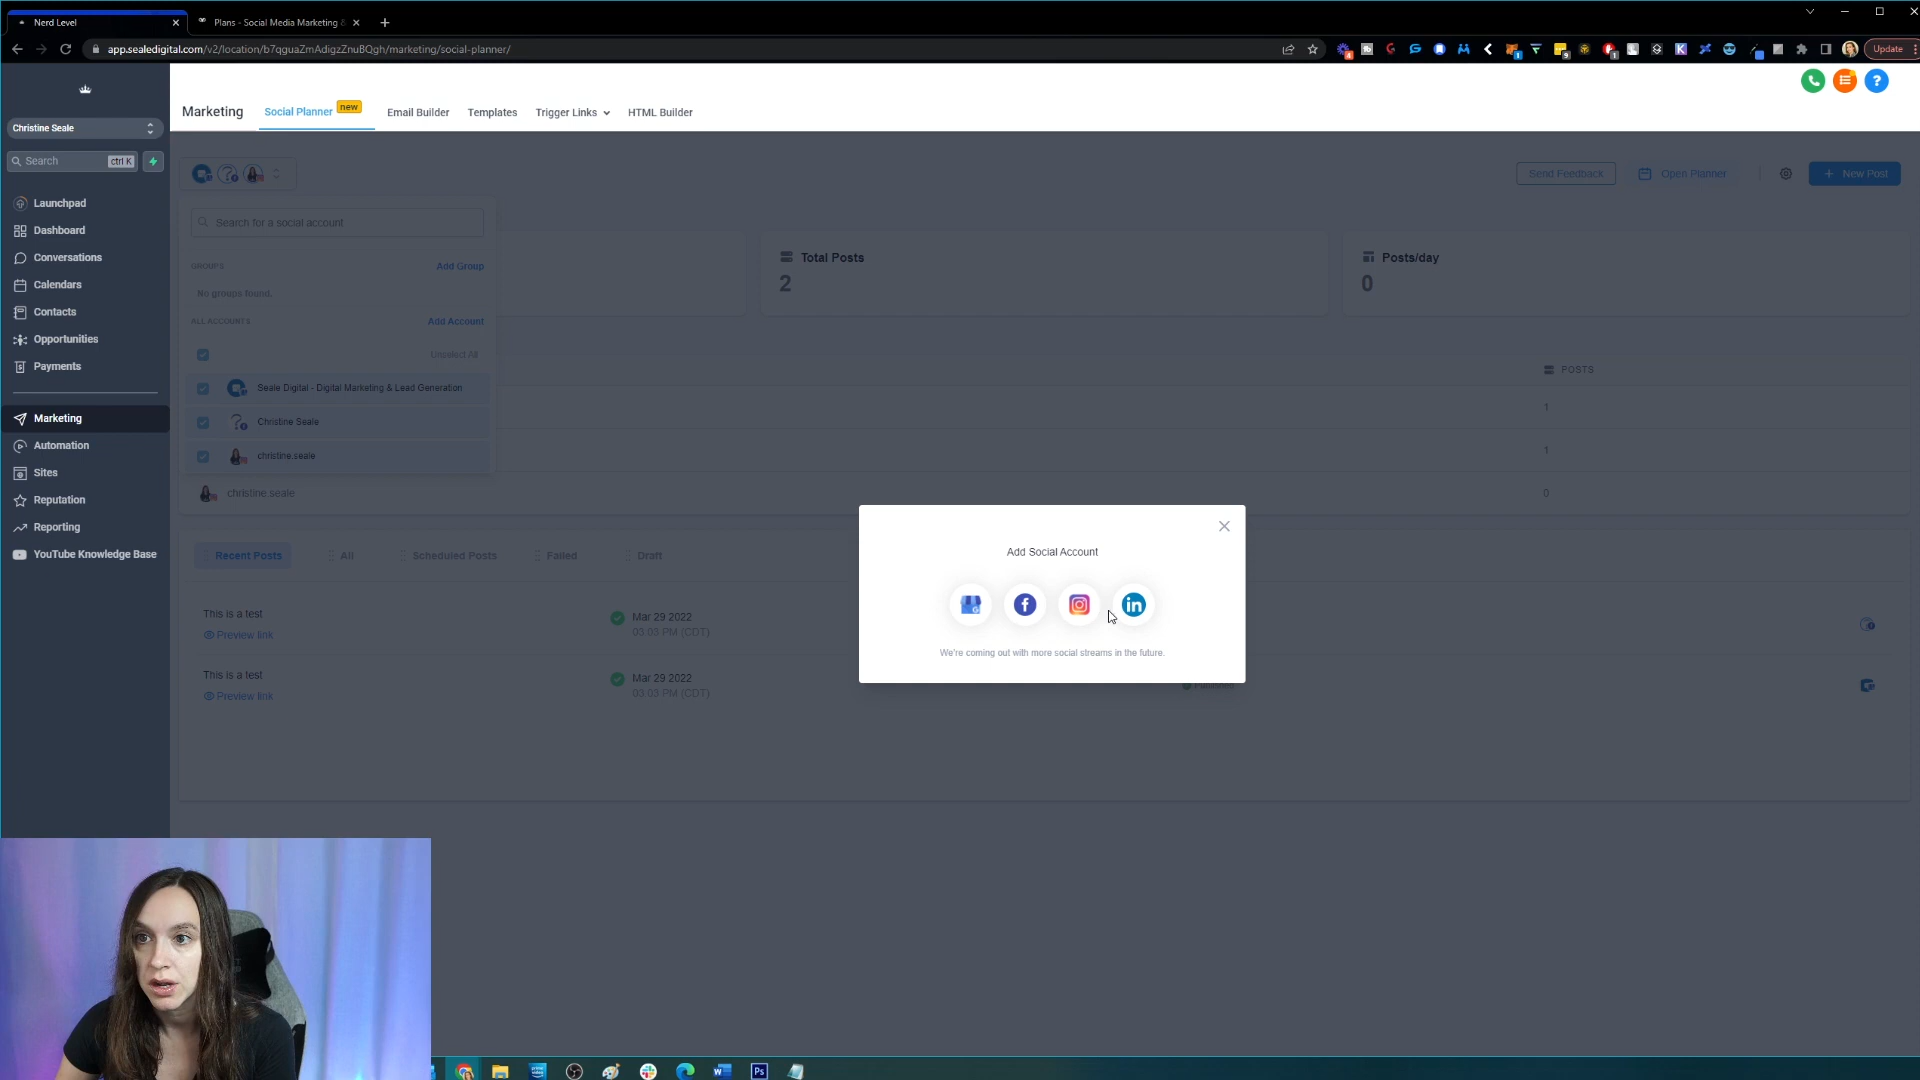 Nerd Level
Plans - Social Media Marketing &
app.sealedigital.com/v2/location/b7qguaZmAdigzZnuBQgh/marketing/social-planner/
Update
Christine Seale
Search
ctrl K
Launchpad
Dashboard
Conversations
Calendars
Contacts
Opportunities
Payments
Marketing
Automation
Sites
Reputation
Reporting
YouTube Knowledge Base
Marketing
Social Planner new
Email Builder
Templates
Trigger Links
HTML Builder
Send Feedback
Open Planner
+ New Post
Search for a social account
GROUPS
Add Group
No groups found.
ALL ACCOUNTS
Add Account
Unselect All
Seale Digital - Digital Marketing & Lead Generation
Christine Seale
christine.seale
christine.seale
Total Posts
2
Posts/day
0
POSTS
1
1
0
Recent Posts
All
Scheduled Posts
Failed
Draft
This is a test
Preview link
Mar 29 2022
03:03 PM (CDT)
This is a test
Preview link
Mar 29 2022
03:03 PM (CDT)
Add Social Account
We're coming out with more social streams in the future.